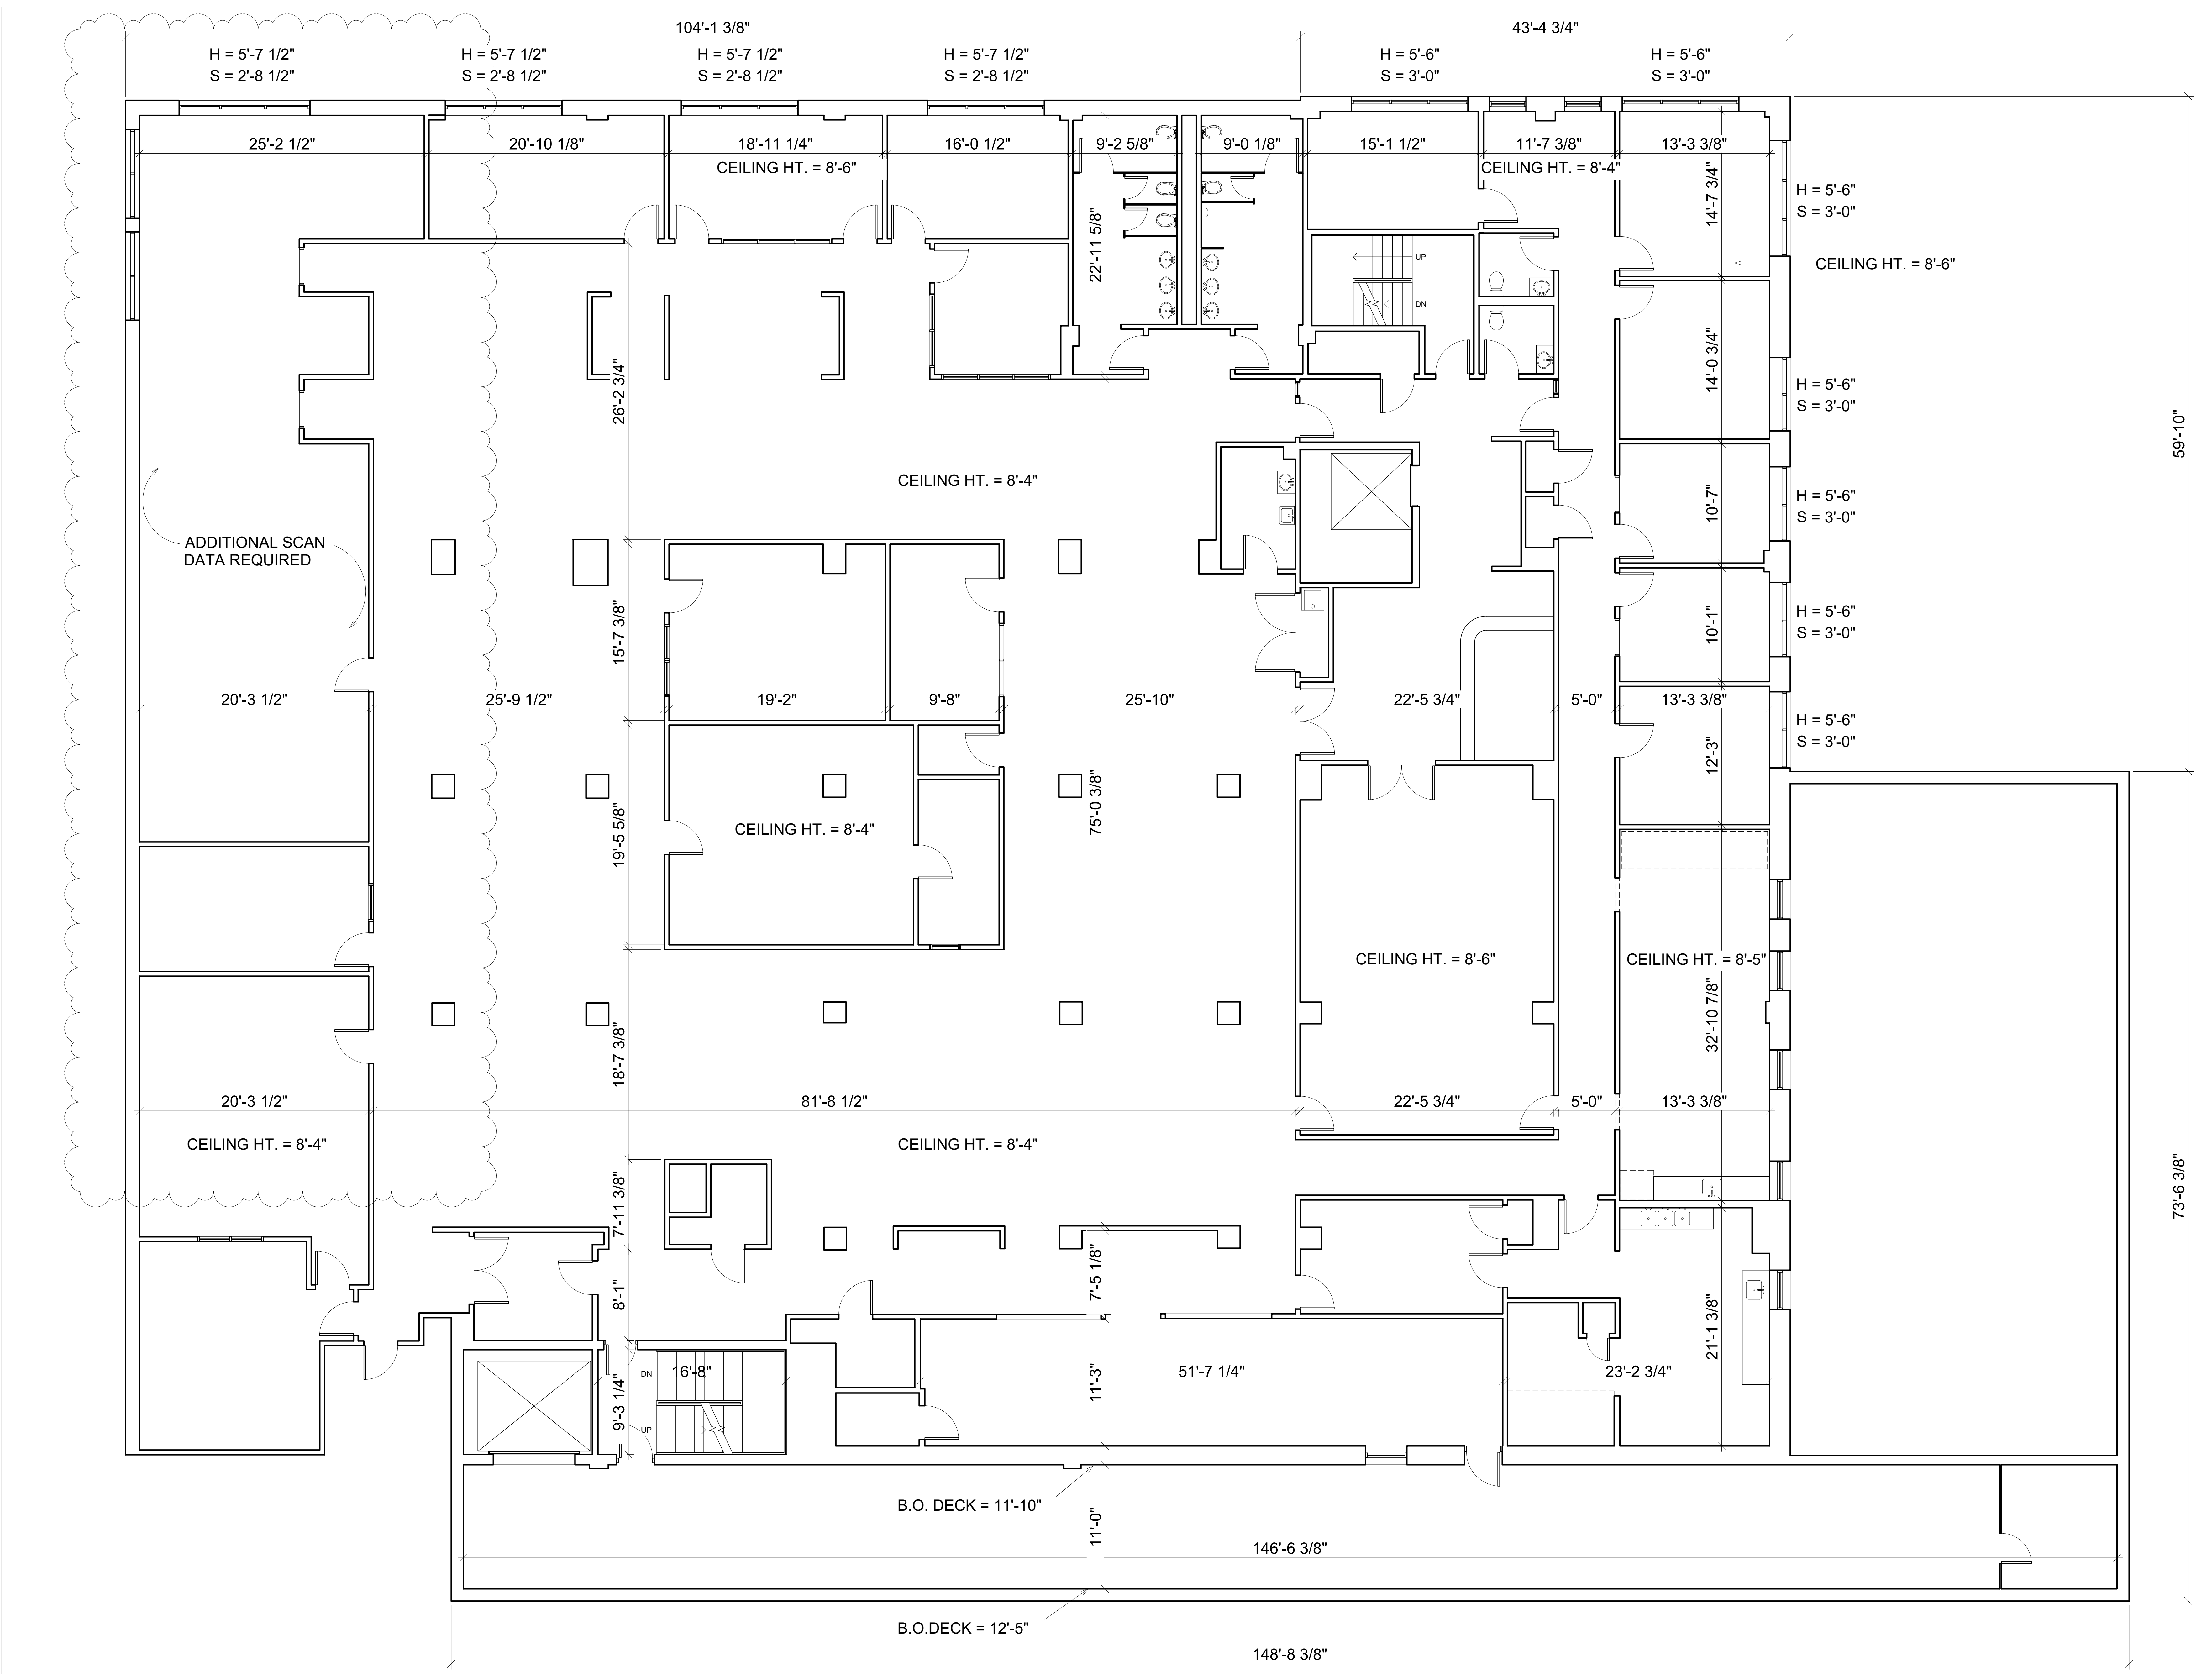 104'-1 3/8"
43'-4 3/4"
H = 5'-7 1/2"
S = 2'-8 1/2"
H = 5'-7 1/2"
S = 2'-8 1/2"
H = 5'-7 1/2"
S = 2'-8 1/2"
H = 5'-7 1/2"
S = 2'-8 1/2"
H = 5'-6"
S = 3'-0"
H = 5'-6"
S = 3'-0"
25'-2 1/2"
20'-10 1/8"
18'-11 1/4"
16'-0 1/2"
9'-2 5/8"
9'-0 1/8"
15'-1 1/2"
11'-7 3/8"
13'-3 3/8"
CEILING HT. = 8'-6"
CEILING HT. = 8'-4"
14'-7 3/4"
H = 5'-6"
S = 3'-0"
22'-11 5/8"
UP
DN
CEILING HT. = 8'-6"
26'-2 3/4"
14'-0 3/4"
H = 5'-6"
S = 3'-0"
59'-10"
CEILING HT. = 8'-4"
10'-7"
H = 5'-6"
S = 3'-0"
ADDITIONAL SCAN
DATA REQUIRED
15'-7 3/8"
10'-1"
H = 5'-6"
S = 3'-0"
20'-3 1/2"
25'-9 1/2"
19'-2"
9'-8"
25'-10"
22'-5 3/4"
5'-0"
13'-3 3/8"
H = 5'-6"
S = 3'-0"
12'-3"
19'-5 5/8"
CEILING HT. = 8'-4"
75'-0 3/8"
CEILING HT. = 8'-6"
CEILING HT. = 8'-5"
32'-10 7/8"
18'-7 3/8"
20'-3 1/2"
81'-8 1/2"
22'-5 3/4"
5'-0"
13'-3 3/8"
CEILING HT. = 8'-4"
CEILING HT. = 8'-4"
7'-11 3/8"
73'-6 3/8"
7'-5 1/8"
8'-1"
21'-1 3/8"
DN
16'-8"
51'-7 1/4"
23'-2 3/4"
9'-3 1/4"
11'-3"
UP
B.O. DECK = 11'-10"
11'-0"
146'-6 3/8"
B.O.DECK = 12'-5"
148'-8 3/8"